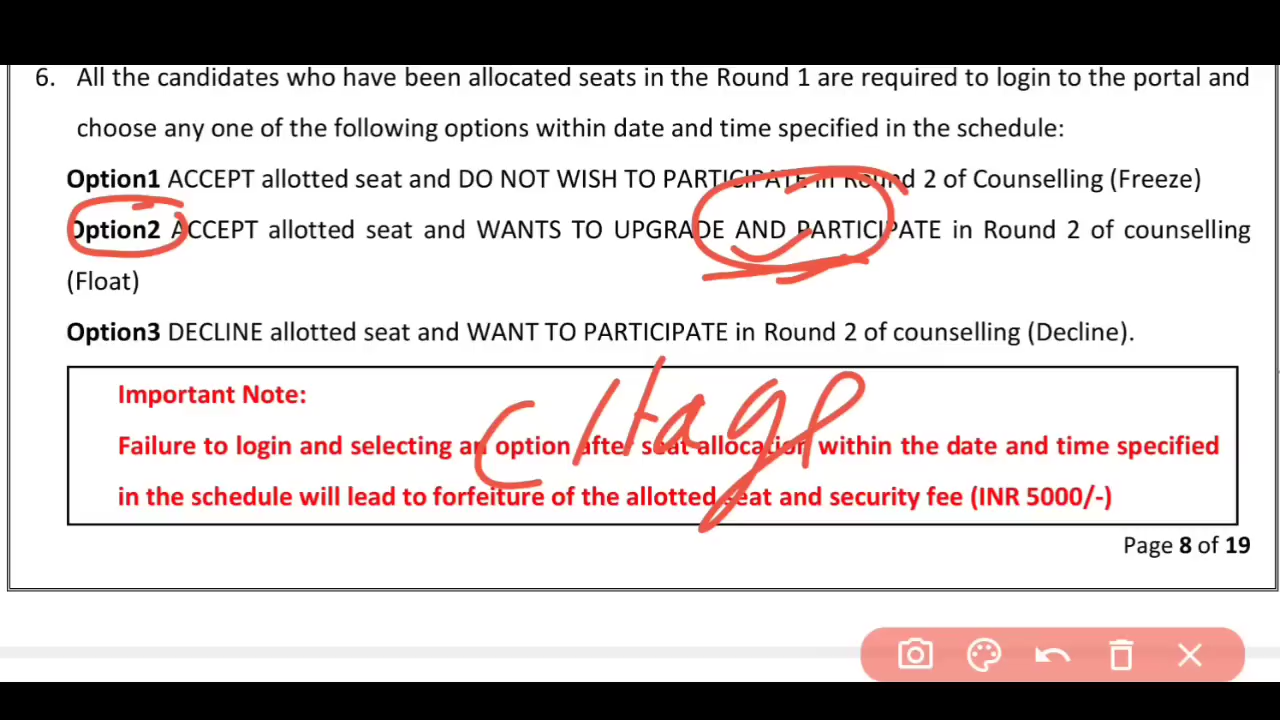 6. All the candidates who have been allocated seats in the Round 1 are required to login to the portal and
choose any one of the following options within date and time specified in the schedule:
Option1 ACCEPT allotted seat and DO NOT WISH TO PARTICIPATE in Round 2 of Counselling (Freeze)
Option2 ACCEPT allotted seat and WANTS TO UPGRADE AND PARTICIPATE in Round 2 of counselling
(Float)
Option3 DECLINE allotted seat and WANT TO PARTICIPATE in Round 2 of counselling (Decline).
Important Note:
Failure to login and selecting an option after seat allocation within the date and time specified
in the schedule will lead to forfeiture of the allotted seat and security fee (INR 5000/-)
Page 8 of 19